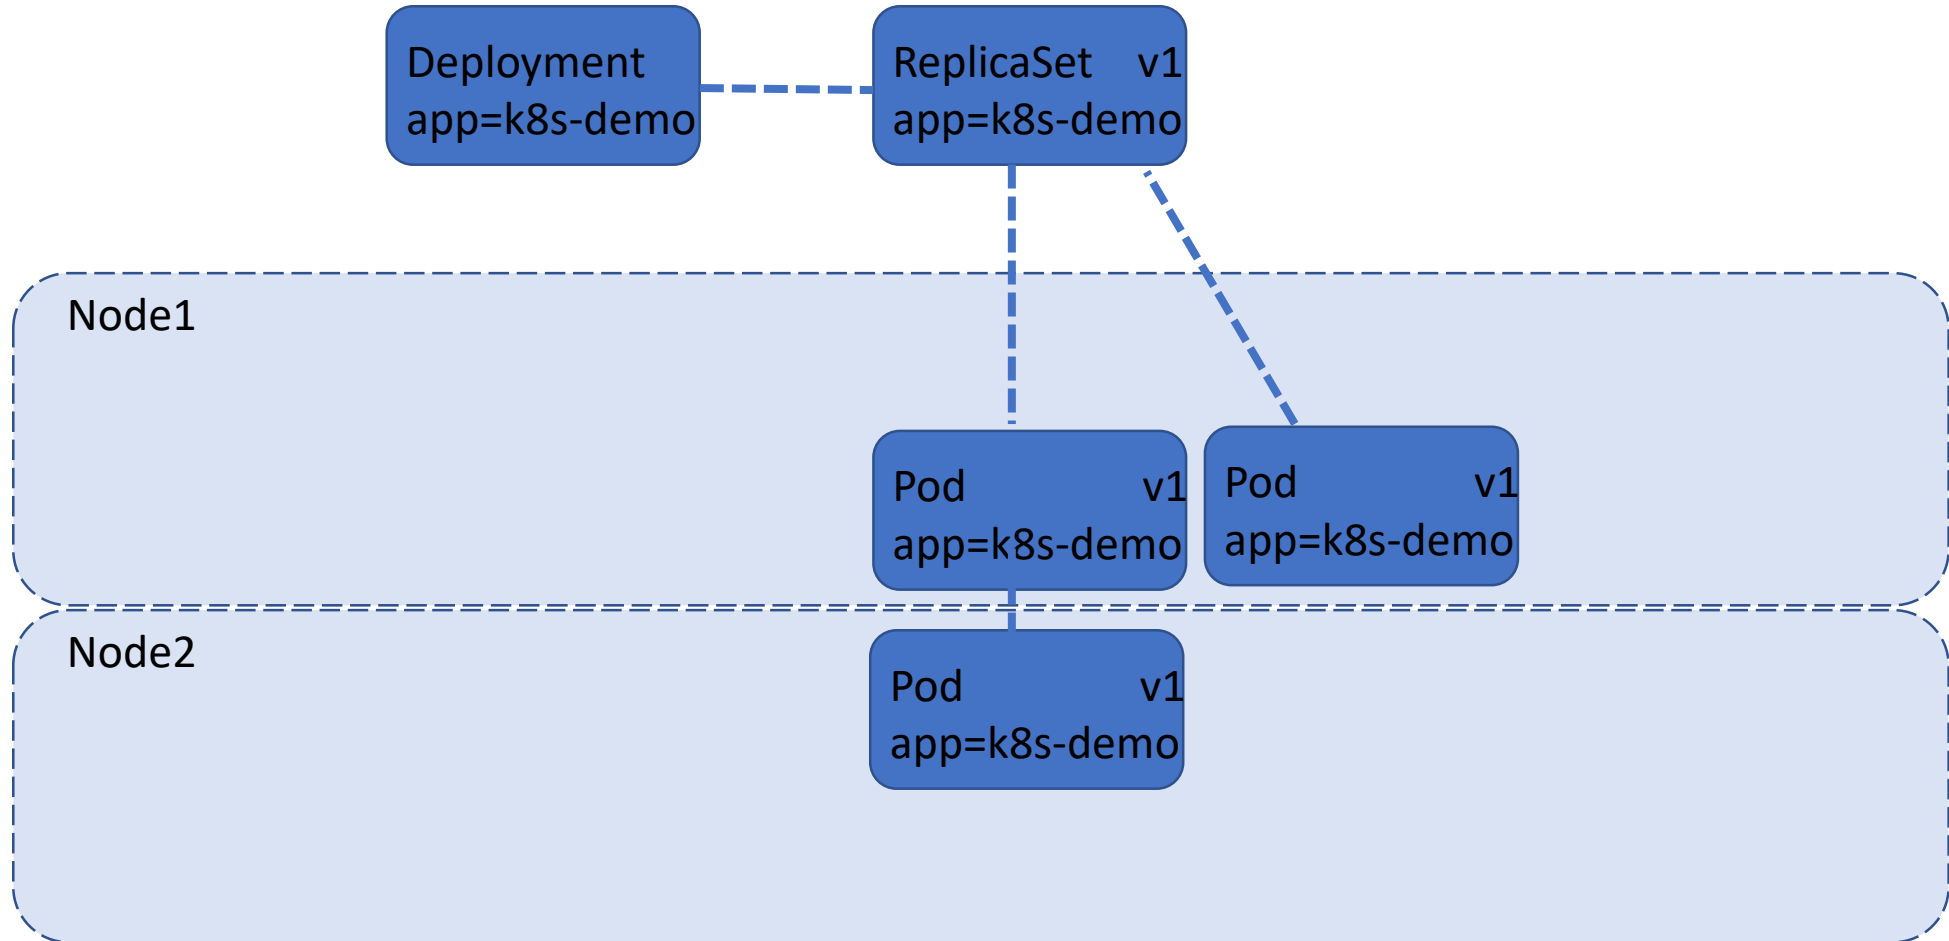 Deployment
app=k8s-demo
ReplicaSet v1
app=k8s-demo
Node1
Pod v1
app=k8s-demo
Pod v1
app=k8s-demo
Node2
Pod v1
app=k8s-demo